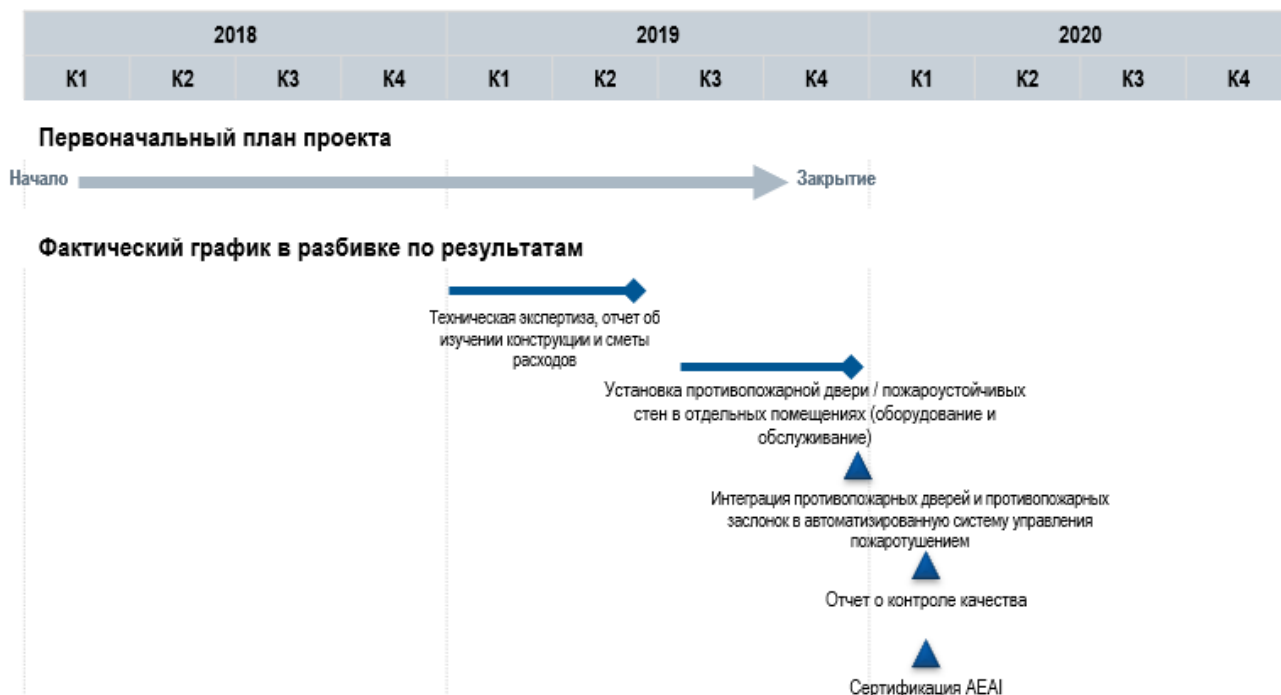 2018 2019 2020
К1 К2 К3 К4 К1 К2 К3 К4 К1 К2 К3 К4
Первоначальный план проекта
Начало Закрытие
Фактический график в разбивке по результатам
Техническая экспертиза, отчет об
изучении конструкции и сметы
расходов
Установка противопожарной двери / пожароустойчивых
стен в отдельных помещениях (оборудование и
обслуживание)
Интеграция противопожарных дверей и противопожарных
заслонок в автоматизированную систему управления
пожаротушением
Отчет о контроле качества
Сертификация AEAI